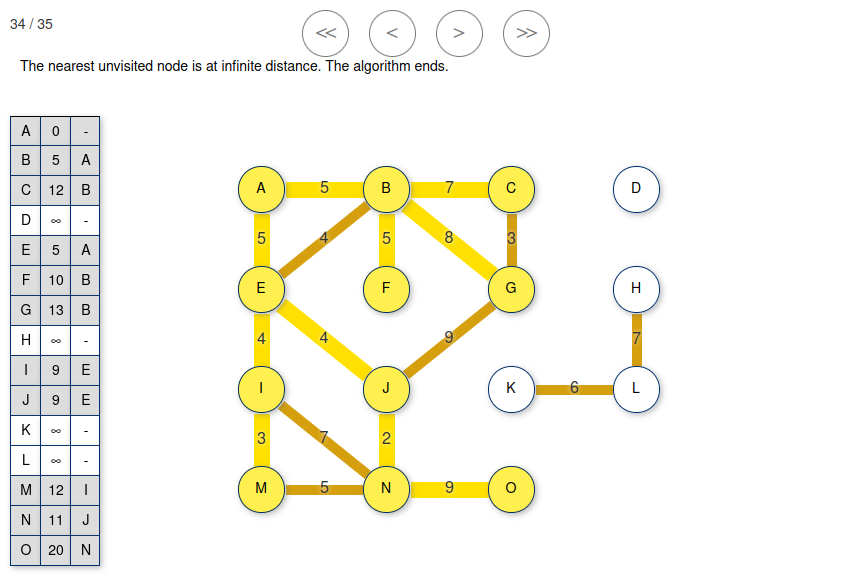 34 / 35
<< < > >>
The nearest unvisited node is at infinite distance. The algorithm ends.
A 0 -
B 5 A
C 12 B
D ∞ -
E 5 A
F 10 B
G 13 B
H ∞ -
I 9 E
J 9 E
K ∞ -
L ∞ -
M 12 I
N 11 J
O 20 N
A 5 B 7 C D
5 4 5 8 3
E F G H
4 4 9 7
I J K 6 L
3 7 2
M 5 N 9 O